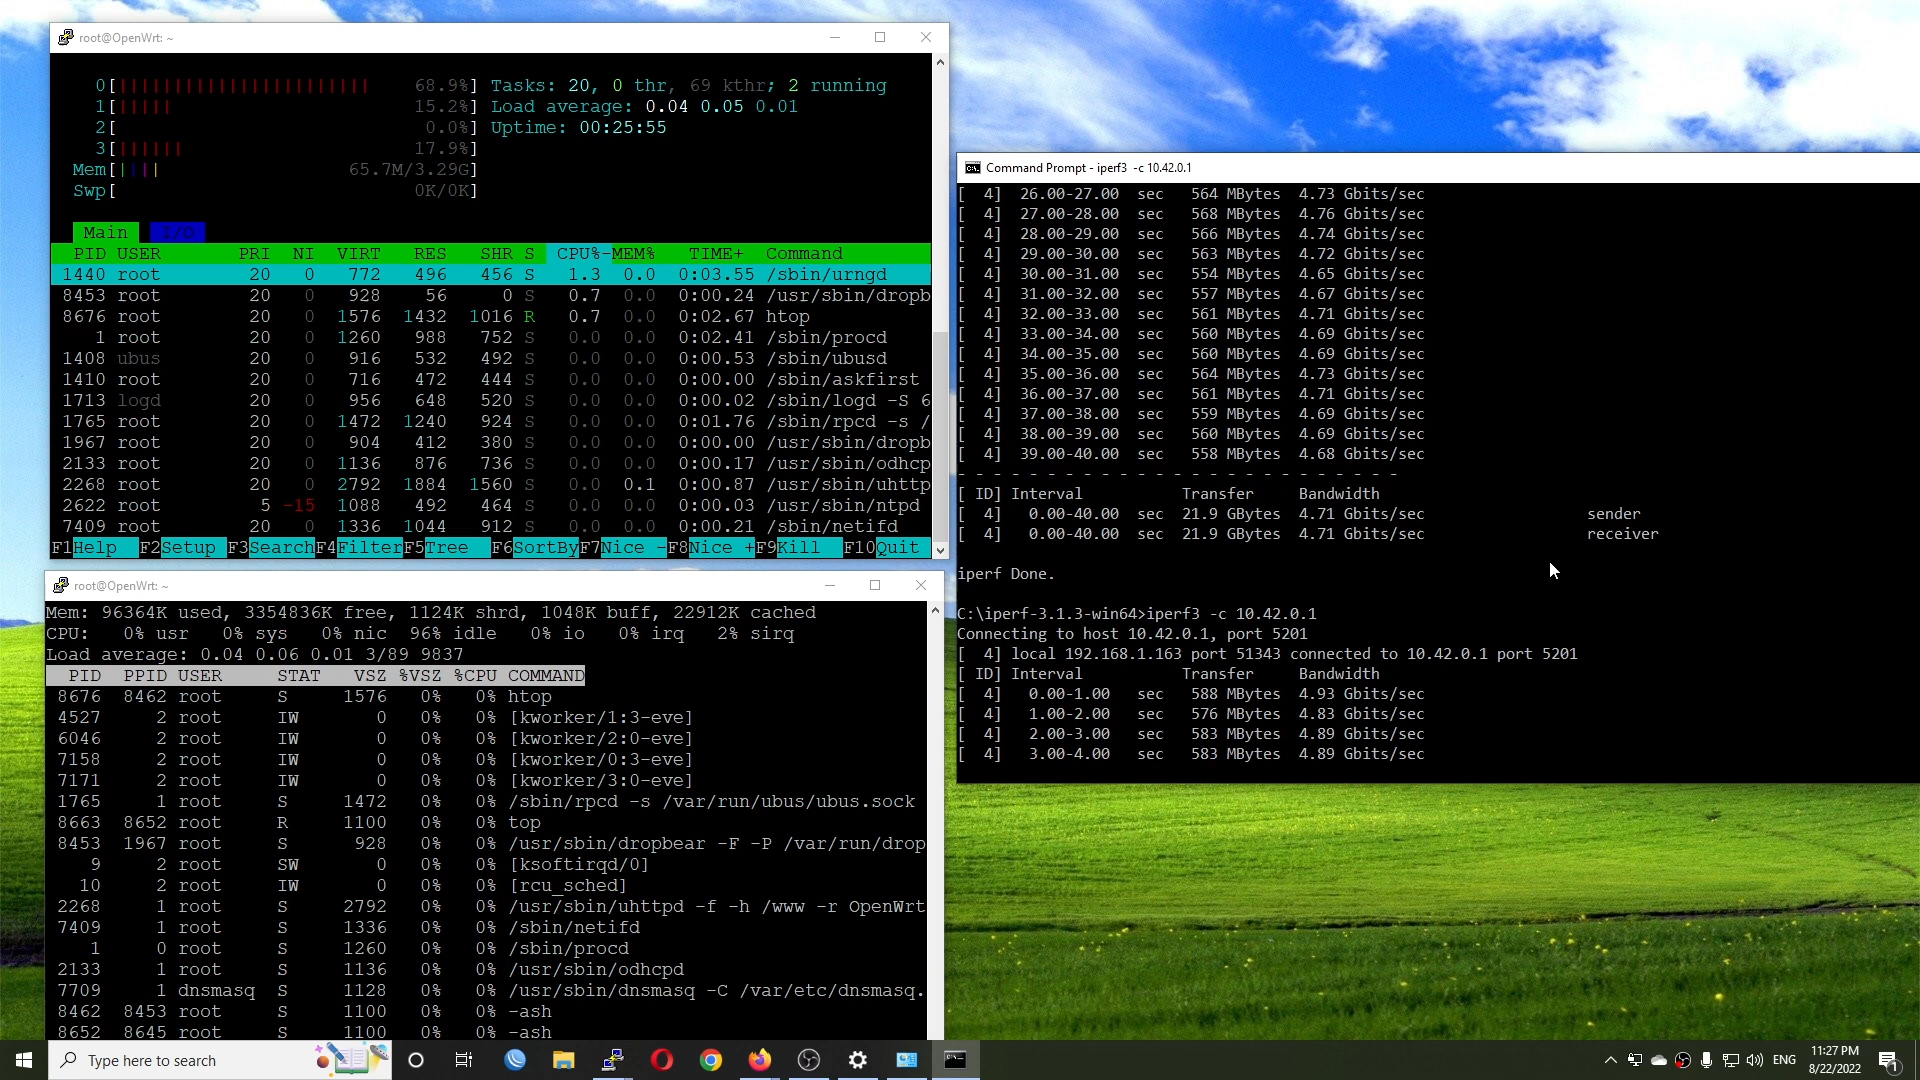 root@OpenWrt: ~
0[|||||||||||||||||||||||| 68.9%] Tasks: 20, 0 thr, 69 kthr; 2 running
1[||||| 15.2%] Load average: 0.04 0.05 0.01
2[ 0.0%] Uptime: 00:25:55
3[|||||| 17.9%]
Mem[|||| 65.7M/3.29G]
Swp[ 0K/0K]
Main I/O
PID USER PRI NI VIRT RES SHR S CPU%-MEM% TIME+ Command
1440 root 20 0 772 496 456 S 1.3 0.0 0:03.55 /sbin/urngd
8453 root 20 0 928 56 0 S 0.7 0.0 0:00.24 /usr/sbin/dropb
8676 root 20 0 1576 1432 1016 R 0.7 0.0 0:02.67 htop
1 root 20 0 1260 988 752 S 0.0 0.0 0:02.41 /sbin/procd
1408 ubus 20 0 916 532 492 S 0.0 0.0 0:00.53 /sbin/ubusd
1410 root 20 0 716 472 444 S 0.0 0.0 0:00.00 /sbin/askfirst
1713 logd 20 0 956 648 520 S 0.0 0.0 0:00.02 /sbin/logd -S 6
1765 root 20 0 1472 1240 924 S 0.0 0.0 0:01.76 /sbin/rpcd -s /
1967 root 20 0 904 412 380 S 0.0 0.0 0:00.00 /usr/sbin/dropb
2133 root 20 0 1136 876 736 S 0.0 0.0 0:00.17 /usr/sbin/odhcp
2268 root 20 0 2792 1884 1560 S 0.0 0.1 0:00.87 /usr/sbin/uhttp
2622 root 5 -15 1088 492 464 S 0.0 0.0 0:00.03 /usr/sbin/ntpd
7409 root 20 0 1336 1044 912 S 0.0 0.0 0:00.21 /sbin/netifd
F1Help F2Setup F3SearchF4FilterF5Tree F6SortByF7Nice -F8Nice +F9Kill F10Quit
root@OpenWrt: ~
Mem: 96364K used, 3354836K free, 1124K shrd, 1048K buff, 22912K cached
CPU: 0% usr 0% sys 0% nic 96% idle 0% io 0% irq 2% sirq
Load average: 0.04 0.06 0.01 3/89 9837
PID PPID USER STAT VSZ %VSZ %CPU COMMAND
8676 8462 root S 1576 0% 0% htop
4527 2 root IW 0 0% 0% [kworker/1:3-eve]
6046 2 root IW 0 0% 0% [kworker/2:0-eve]
7158 2 root IW 0 0% 0% [kworker/0:3-eve]
7171 2 root IW 0 0% 0% [kworker/3:0-eve]
1765 1 root S 1472 0% 0% /sbin/rpcd -s /var/run/ubus/ubus.sock
8663 8652 root R 1100 0% 0% top
8453 1967 root S 928 0% 0% /usr/sbin/dropbear -F -P /var/run/drop
9 2 root SW 0 0% 0% [ksoftirqd/0]
10 2 root IW 0 0% 0% [rcu_sched]
2268 1 root S 2792 0% 0% /usr/sbin/uhttpd -f -h /www -r OpenWrt
7409 1 root S 1336 0% 0% /sbin/netifd
1 0 root S 1260 0% 0% /sbin/procd
2133 1 root S 1136 0% 0% /usr/sbin/odhcpd
7709 1 dnsmasq S 1128 0% 0% /usr/sbin/dnsmasq -C /var/etc/dnsmasq.
8462 8453 root S 1100 0% 0% -ash
8652 8645 root S 1100 0% 0% -ash
Command Prompt - iperf3 -c 10.42.0.1
[ 4] 26.00-27.00 sec 564 MBytes 4.73 Gbits/sec
[ 4] 27.00-28.00 sec 568 MBytes 4.76 Gbits/sec
[ 4] 28.00-29.00 sec 566 MBytes 4.74 Gbits/sec
[ 4] 29.00-30.00 sec 563 MBytes 4.72 Gbits/sec
[ 4] 30.00-31.00 sec 554 MBytes 4.65 Gbits/sec
[ 4] 31.00-32.00 sec 557 MBytes 4.67 Gbits/sec
[ 4] 32.00-33.00 sec 561 MBytes 4.71 Gbits/sec
[ 4] 33.00-34.00 sec 560 MBytes 4.69 Gbits/sec
[ 4] 34.00-35.00 sec 560 MBytes 4.69 Gbits/sec
[ 4] 35.00-36.00 sec 564 MBytes 4.73 Gbits/sec
[ 4] 36.00-37.00 sec 561 MBytes 4.71 Gbits/sec
[ 4] 37.00-38.00 sec 559 MBytes 4.69 Gbits/sec
[ 4] 38.00-39.00 sec 560 MBytes 4.69 Gbits/sec
[ 4] 39.00-40.00 sec 558 MBytes 4.68 Gbits/sec
- - - - - - - - - - - - - - - - - - - - - - - - -
[ ID] Interval Transfer Bandwidth
[ 4] 0.00-40.00 sec 21.9 GBytes 4.71 Gbits/sec sender
[ 4] 0.00-40.00 sec 21.9 GBytes 4.71 Gbits/sec receiver
iperf Done.
C:\iperf-3.1.3-win64>iperf3 -c 10.42.0.1
Connecting to host 10.42.0.1, port 5201
[ 4] local 192.168.1.163 port 51343 connected to 10.42.0.1 port 5201
[ ID] Interval Transfer Bandwidth
[ 4] 0.00-1.00 sec 588 MBytes 4.93 Gbits/sec
[ 4] 1.00-2.00 sec 576 MBytes 4.83 Gbits/sec
[ 4] 2.00-3.00 sec 583 MBytes 4.89 Gbits/sec
[ 4] 3.00-4.00 sec 583 MBytes 4.89 Gbits/sec
Type here to search
ENG
11:27 PM
8/22/2022
1